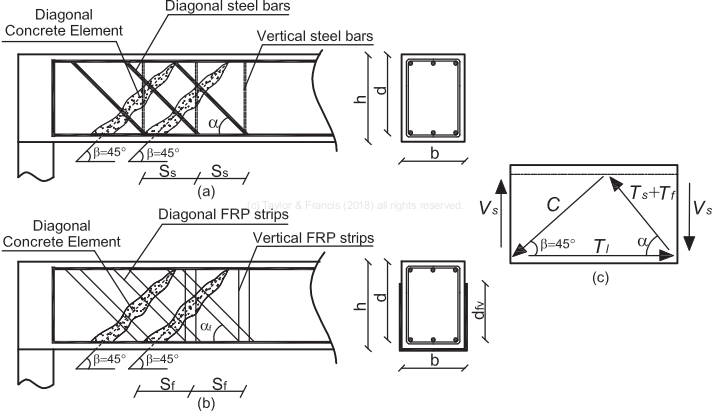 Diagonal steel bars
Diagonal
Concrete Element
Vertical steel bars
α
β=45°
β=45°
Ss
Ss
(a)
h
d
b
(c) Taylor & Francis (2018) all rights reserved.
Diagonal FRP strips
Diagonal
Concrete Element
Vertical FRP strips
αf
β=45°
β=45°
Sf
Sf
(b)
h
d
dfv
b
Vs
C
Ts+Tf
Vs
β=45°
Tl
α
(c)